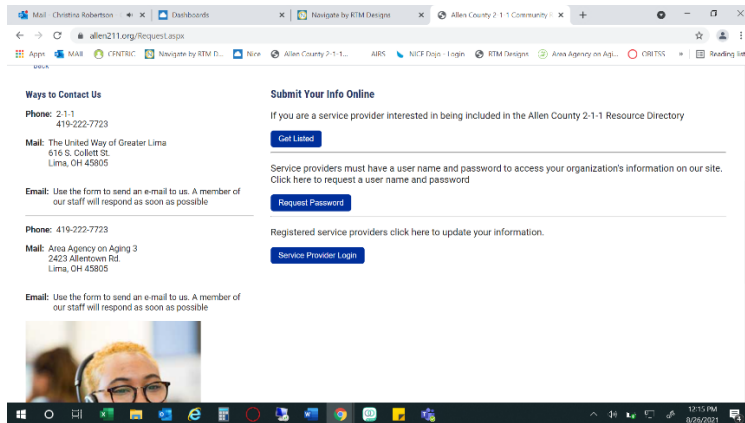 Mail - Christina Robertson
Dashboards
Navigate by RTM Designs
Allen County 2-1-1 Community
allen211.org/Request.aspx
Apps
MAIL
CENTRIC
Navigate by RTM D...
Nice
Allen County 2-1-1...
AIRS
NICE Dojo - Login
RTM Designs
Area Agency on Agi...
CRILTSS
»
Reading list
back
Ways to Contact Us
Phone: 2-1-1
419-222-7723
Mail: The United Way of Greater Lima
616 S. Collett St.
Lima, OH 45805
Email: Use the form to send an e-mail to us. A member of
our staff will respond as soon as possible
Phone: 419-222-7723
Mail: Area Agency on Aging 3
2423 Allentown Rd.
Lima, OH 45805
Email: Use the form to send an e-mail to us. A member of
our staff will respond as soon as possible
Submit Your Info Online
If you are a service provider interested in being included in the Allen County 2-1-1 Resource Directory
Get Listed
Service providers must have a user name and password to access your organization's information on our site.
Click here to request a user name and password
Request Password
Registered service providers click here to update your information.
Service Provider Login
12:15 PM
8/26/2021